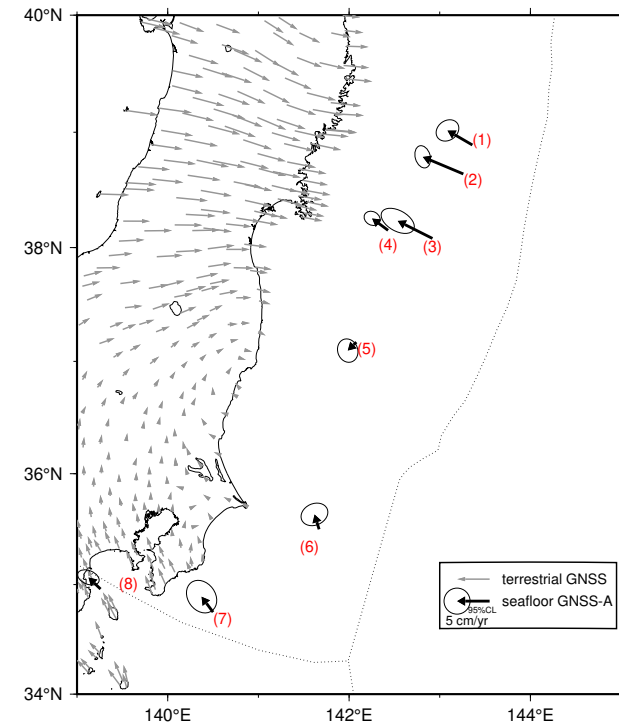 40°N
(1)
(2)
(4)
(3)
38°N
(5)
36°N
(6)
(8)
(7)
terrestrial GNSS
seafloor GNSS-A
95%CL
5 cm/yr
34°N
140°E
142°E
144°E